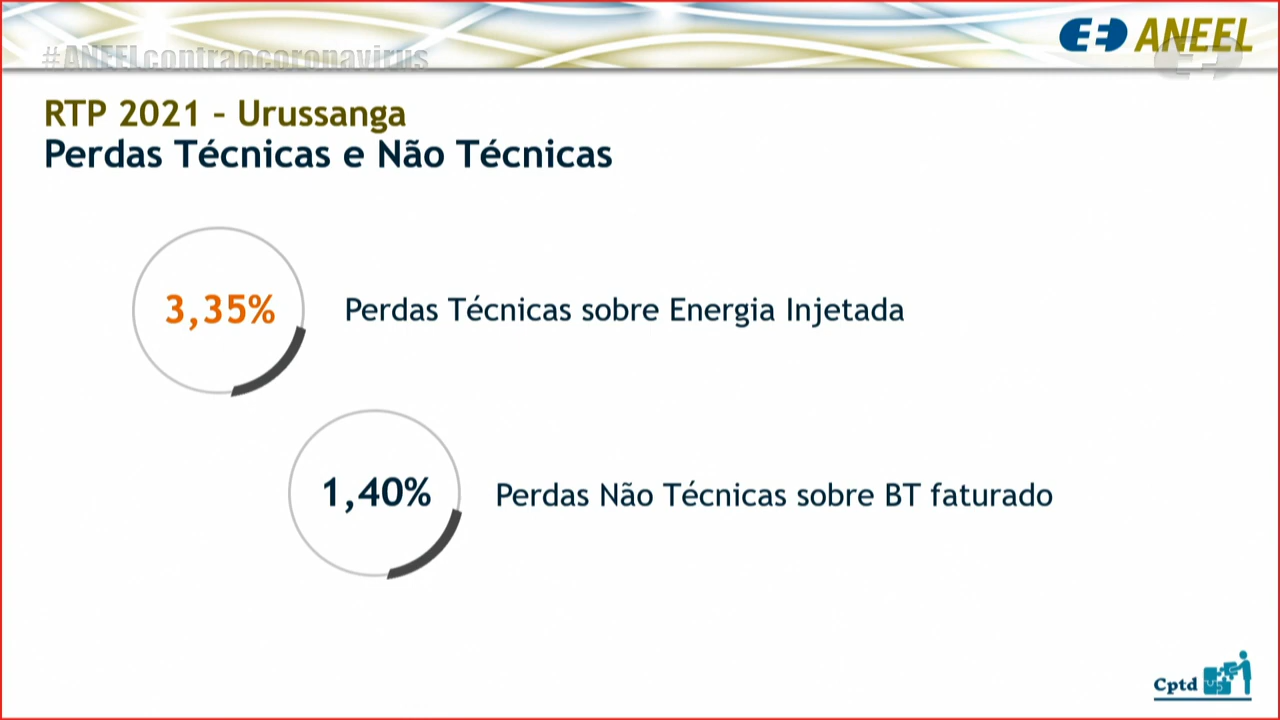 #ANEELcontraocoronavirus
ANEEL
RTP 2021 – Urussanga
Perdas Técnicas e Não Técnicas
3,35%
Perdas Técnicas sobre Energia Injetada
1,40%
Perdas Não Técnicas sobre BT faturado
Cptd